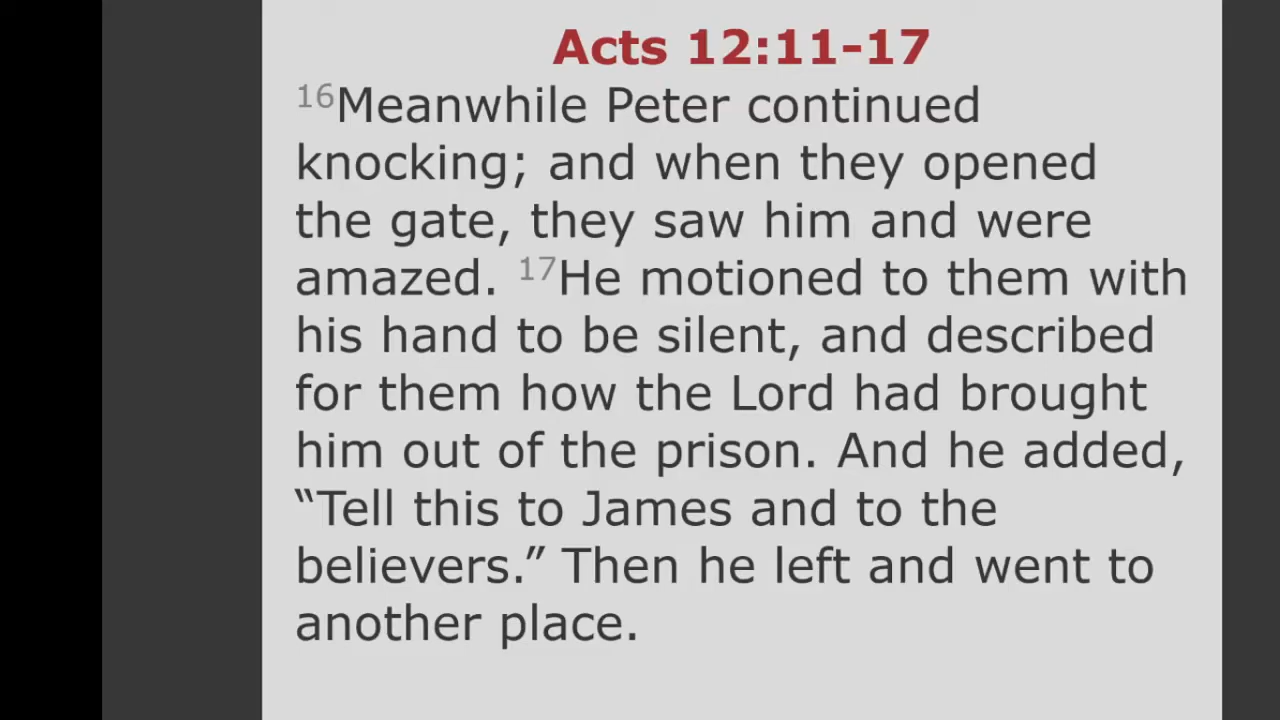 Acts 12:11-17
16Meanwhile Peter continued
knocking; and when they opened
the gate, they saw him and were
amazed. 17He motioned to them with
his hand to be silent, and described
for them how the Lord had brought
him out of the prison. And he added,
“Tell this to James and to the
believers.” Then he left and went to
another place.